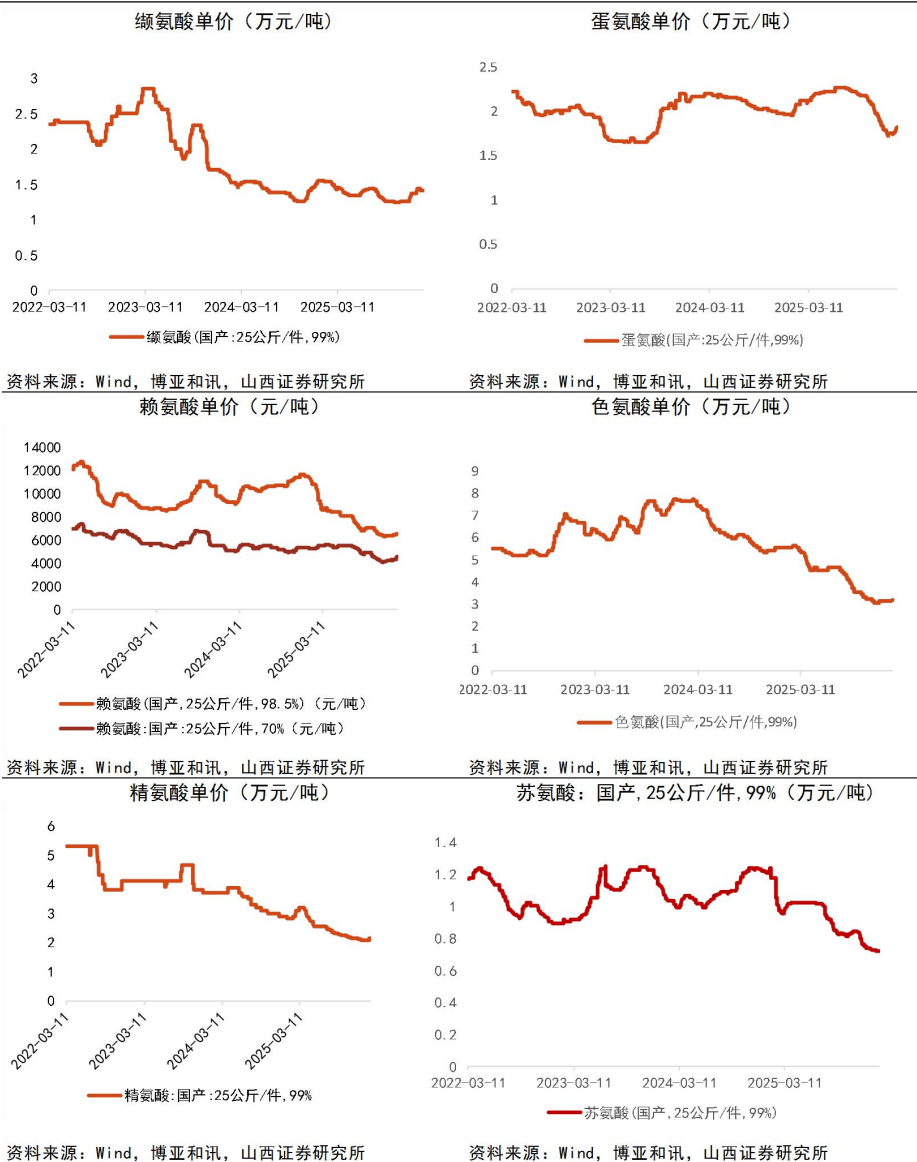 缬氨酸单价（万元/吨）
3
2.5
2
1.5
1
0.5
0
2022-03-11 2023-03-11 2024-03-11 2025-03-11
缬氨酸(国产:25公斤/件,99%)
资料来源：Wind，博亚和讯，山西证券研究所
蛋氨酸单价（万元/吨）
2.5
2
1.5
1
0.5
0
2022-03-11 2023-03-11 2024-03-11 2025-03-11
蛋氨酸(国产:25公斤/件,99%)
资料来源：Wind，博亚和讯，山西证券研究所
赖氨酸单价（元/吨）
14000
12000
10000
8000
6000
4000
2000
0
2022-03-11 2023-03-11 2024-03-11 2025-03-11
赖氨酸(国产,25公斤/件,98.5%)（元/吨）
赖氨酸:国产:25公斤/件,70%（元/吨）
资料来源：Wind，博亚和讯，山西证券研究所
色氨酸单价（万元/吨）
9
8
7
6
5
4
3
2
1
0
2022-03-11 2023-03-11 2024-03-11 2025-03-11
色氨酸(国产,25公斤/件,99%)
资料来源：Wind，博亚和讯，山西证券研究所
精氨酸单价（万元/吨）
6
5
4
3
2
1
0
2022-03-11 2023-03-11 2024-03-11 2025-03-11
精氨酸:国产:25公斤/件,99%
资料来源：Wind，博亚和讯，山西证券研究所
苏氨酸：国产,25公斤/件,99%（万元/吨）
1.4
1.2
1
0.8
0.6
0.4
0.2
0
2022-03-11 2023-03-11 2024-03-11 2025-03-11
苏氨酸(国产,25公斤/件,99%)
资料来源：Wind，博亚和讯，山西证券研究所